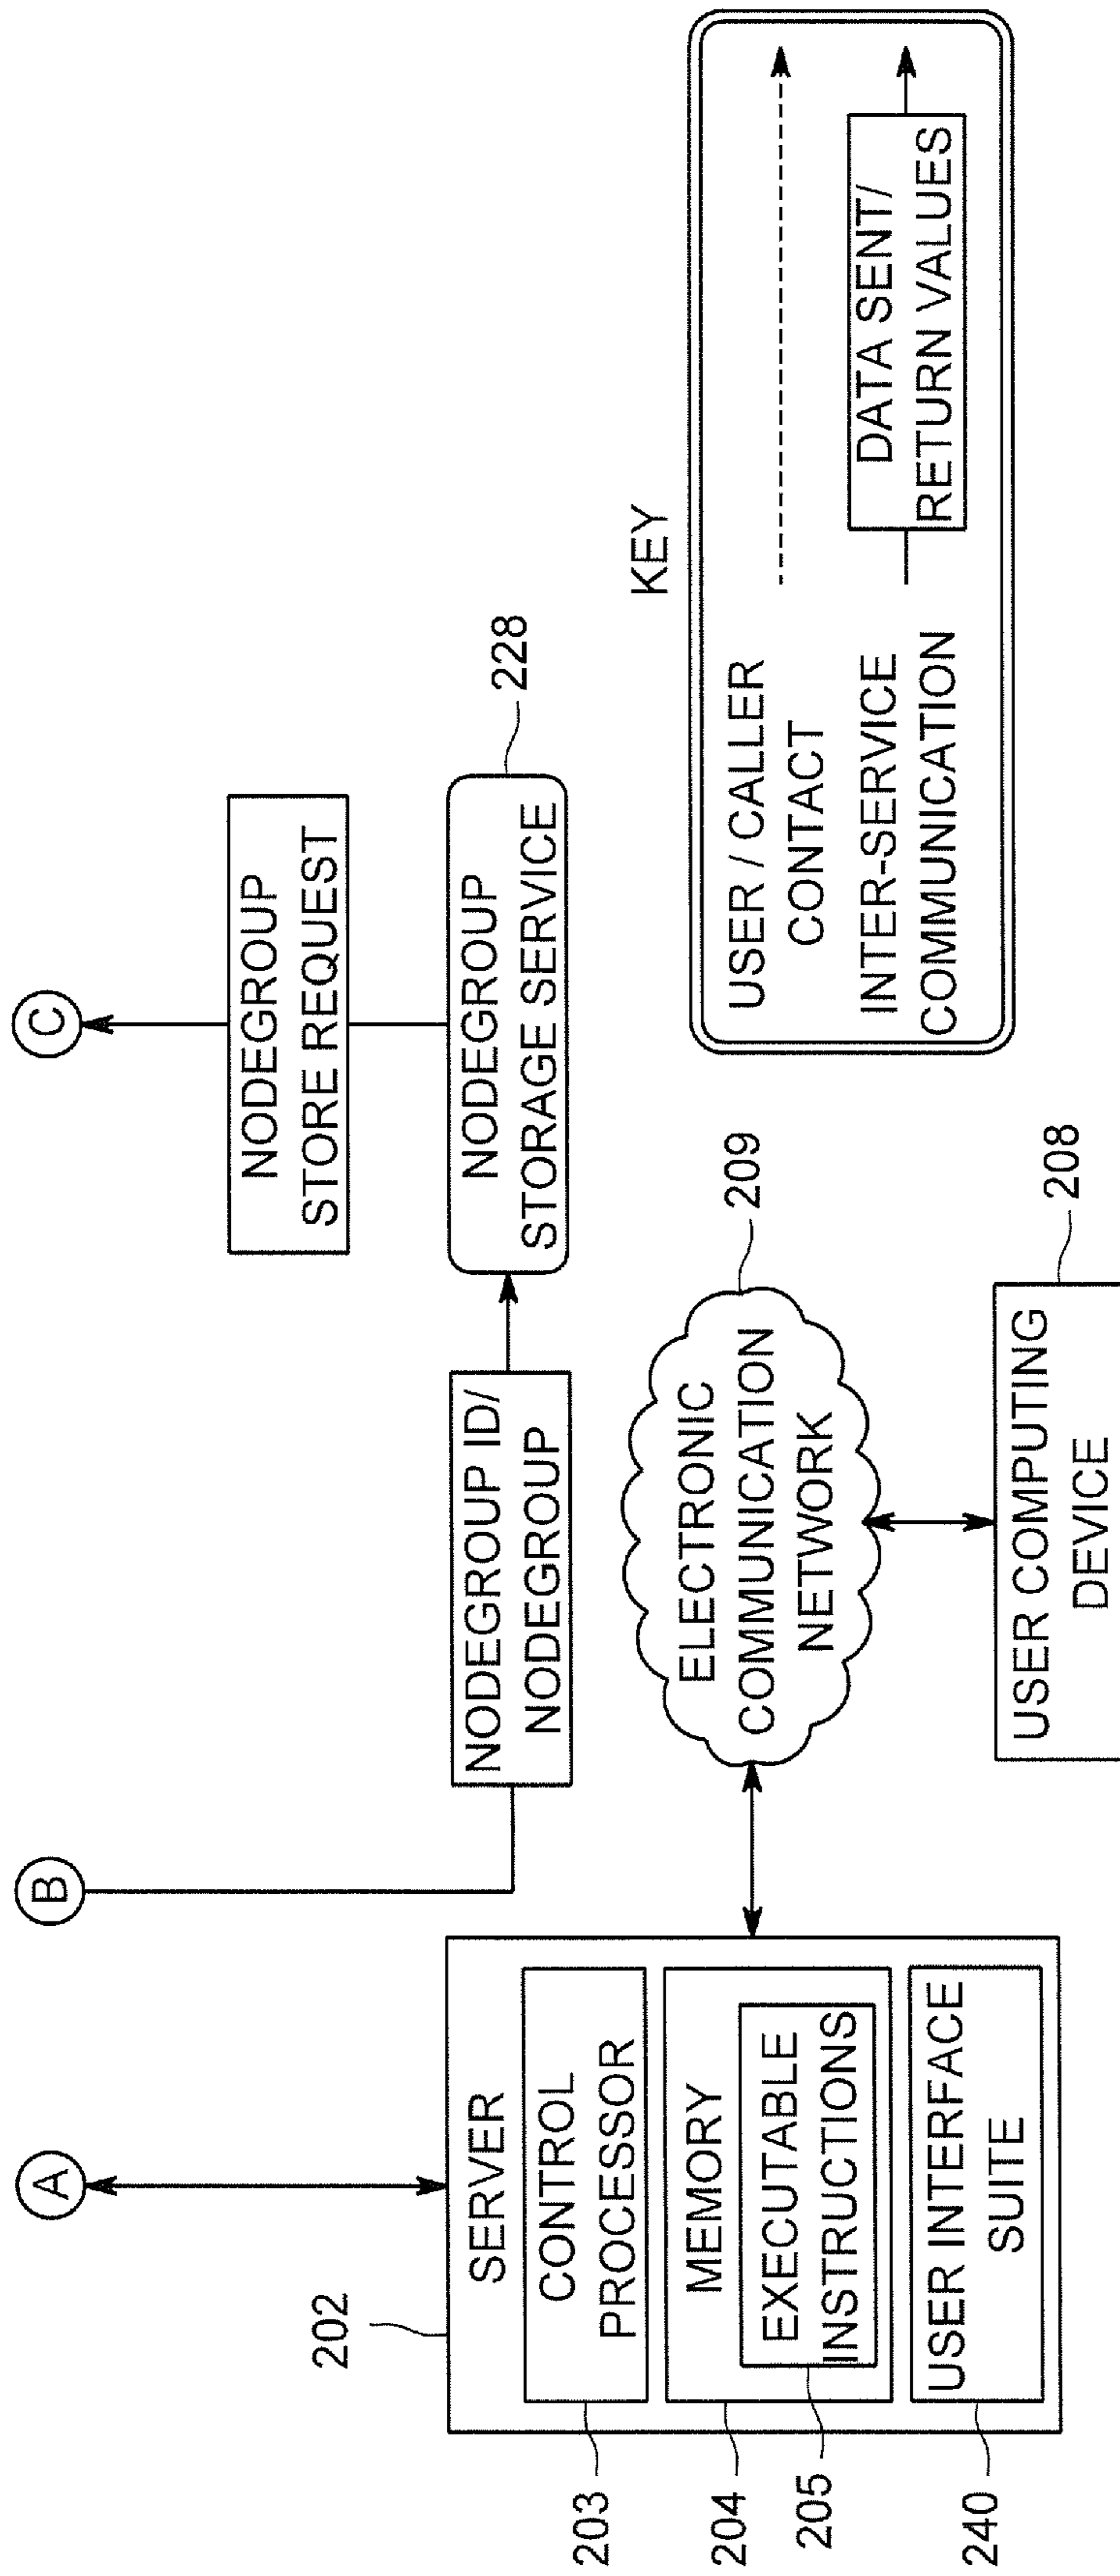 A
B
C
202
SERVER
CONTROL
PROCESSOR
203
MEMORY
204
EXECUTABLE
INSTRUCTIONS
205
USER INTERFACE
SUITE
240
NODEGROUP ID/
NODEGROUP
NODEGROUP
STORE REQUEST
NODEGROUP
STORAGE SERVICE
228
ELECTRONIC
COMMUNICATION
NETWORK
209
USER COMPUTING
DEVICE
208
KEY
USER / CALLER
CONTACT
INTER-SERVICE
COMMUNICATION
DATA SENT/
RETURN VALUES